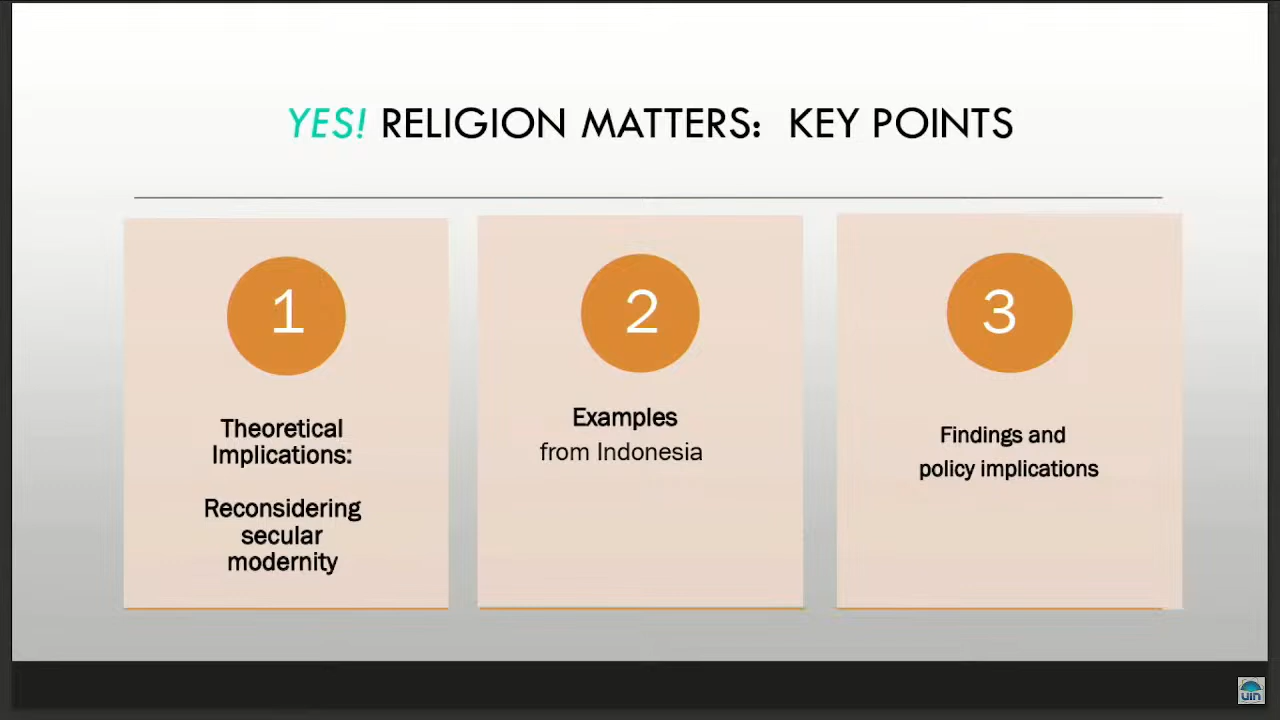 YES! RELIGION MATTERS: KEY POINTS
1
Theoretical
Implications:
Reconsidering
secular
modernity
2
Examples
from Indonesia
3
Findings and
policy implications
uin